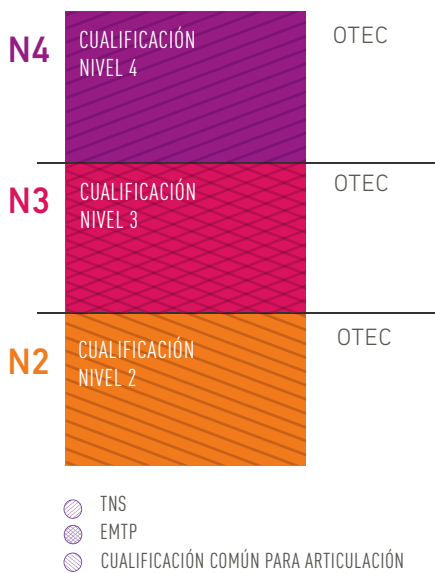 N4
CUALIFICACIÓN
NIVEL 4
OTEC
N3
CUALIFICACIÓN
NIVEL 3
OTEC
N2
CUALIFICACIÓN
NIVEL 2
OTEC
TNS
EMTP
CUALIFICACIÓN COMÚN PARA ARTICULACIÓN